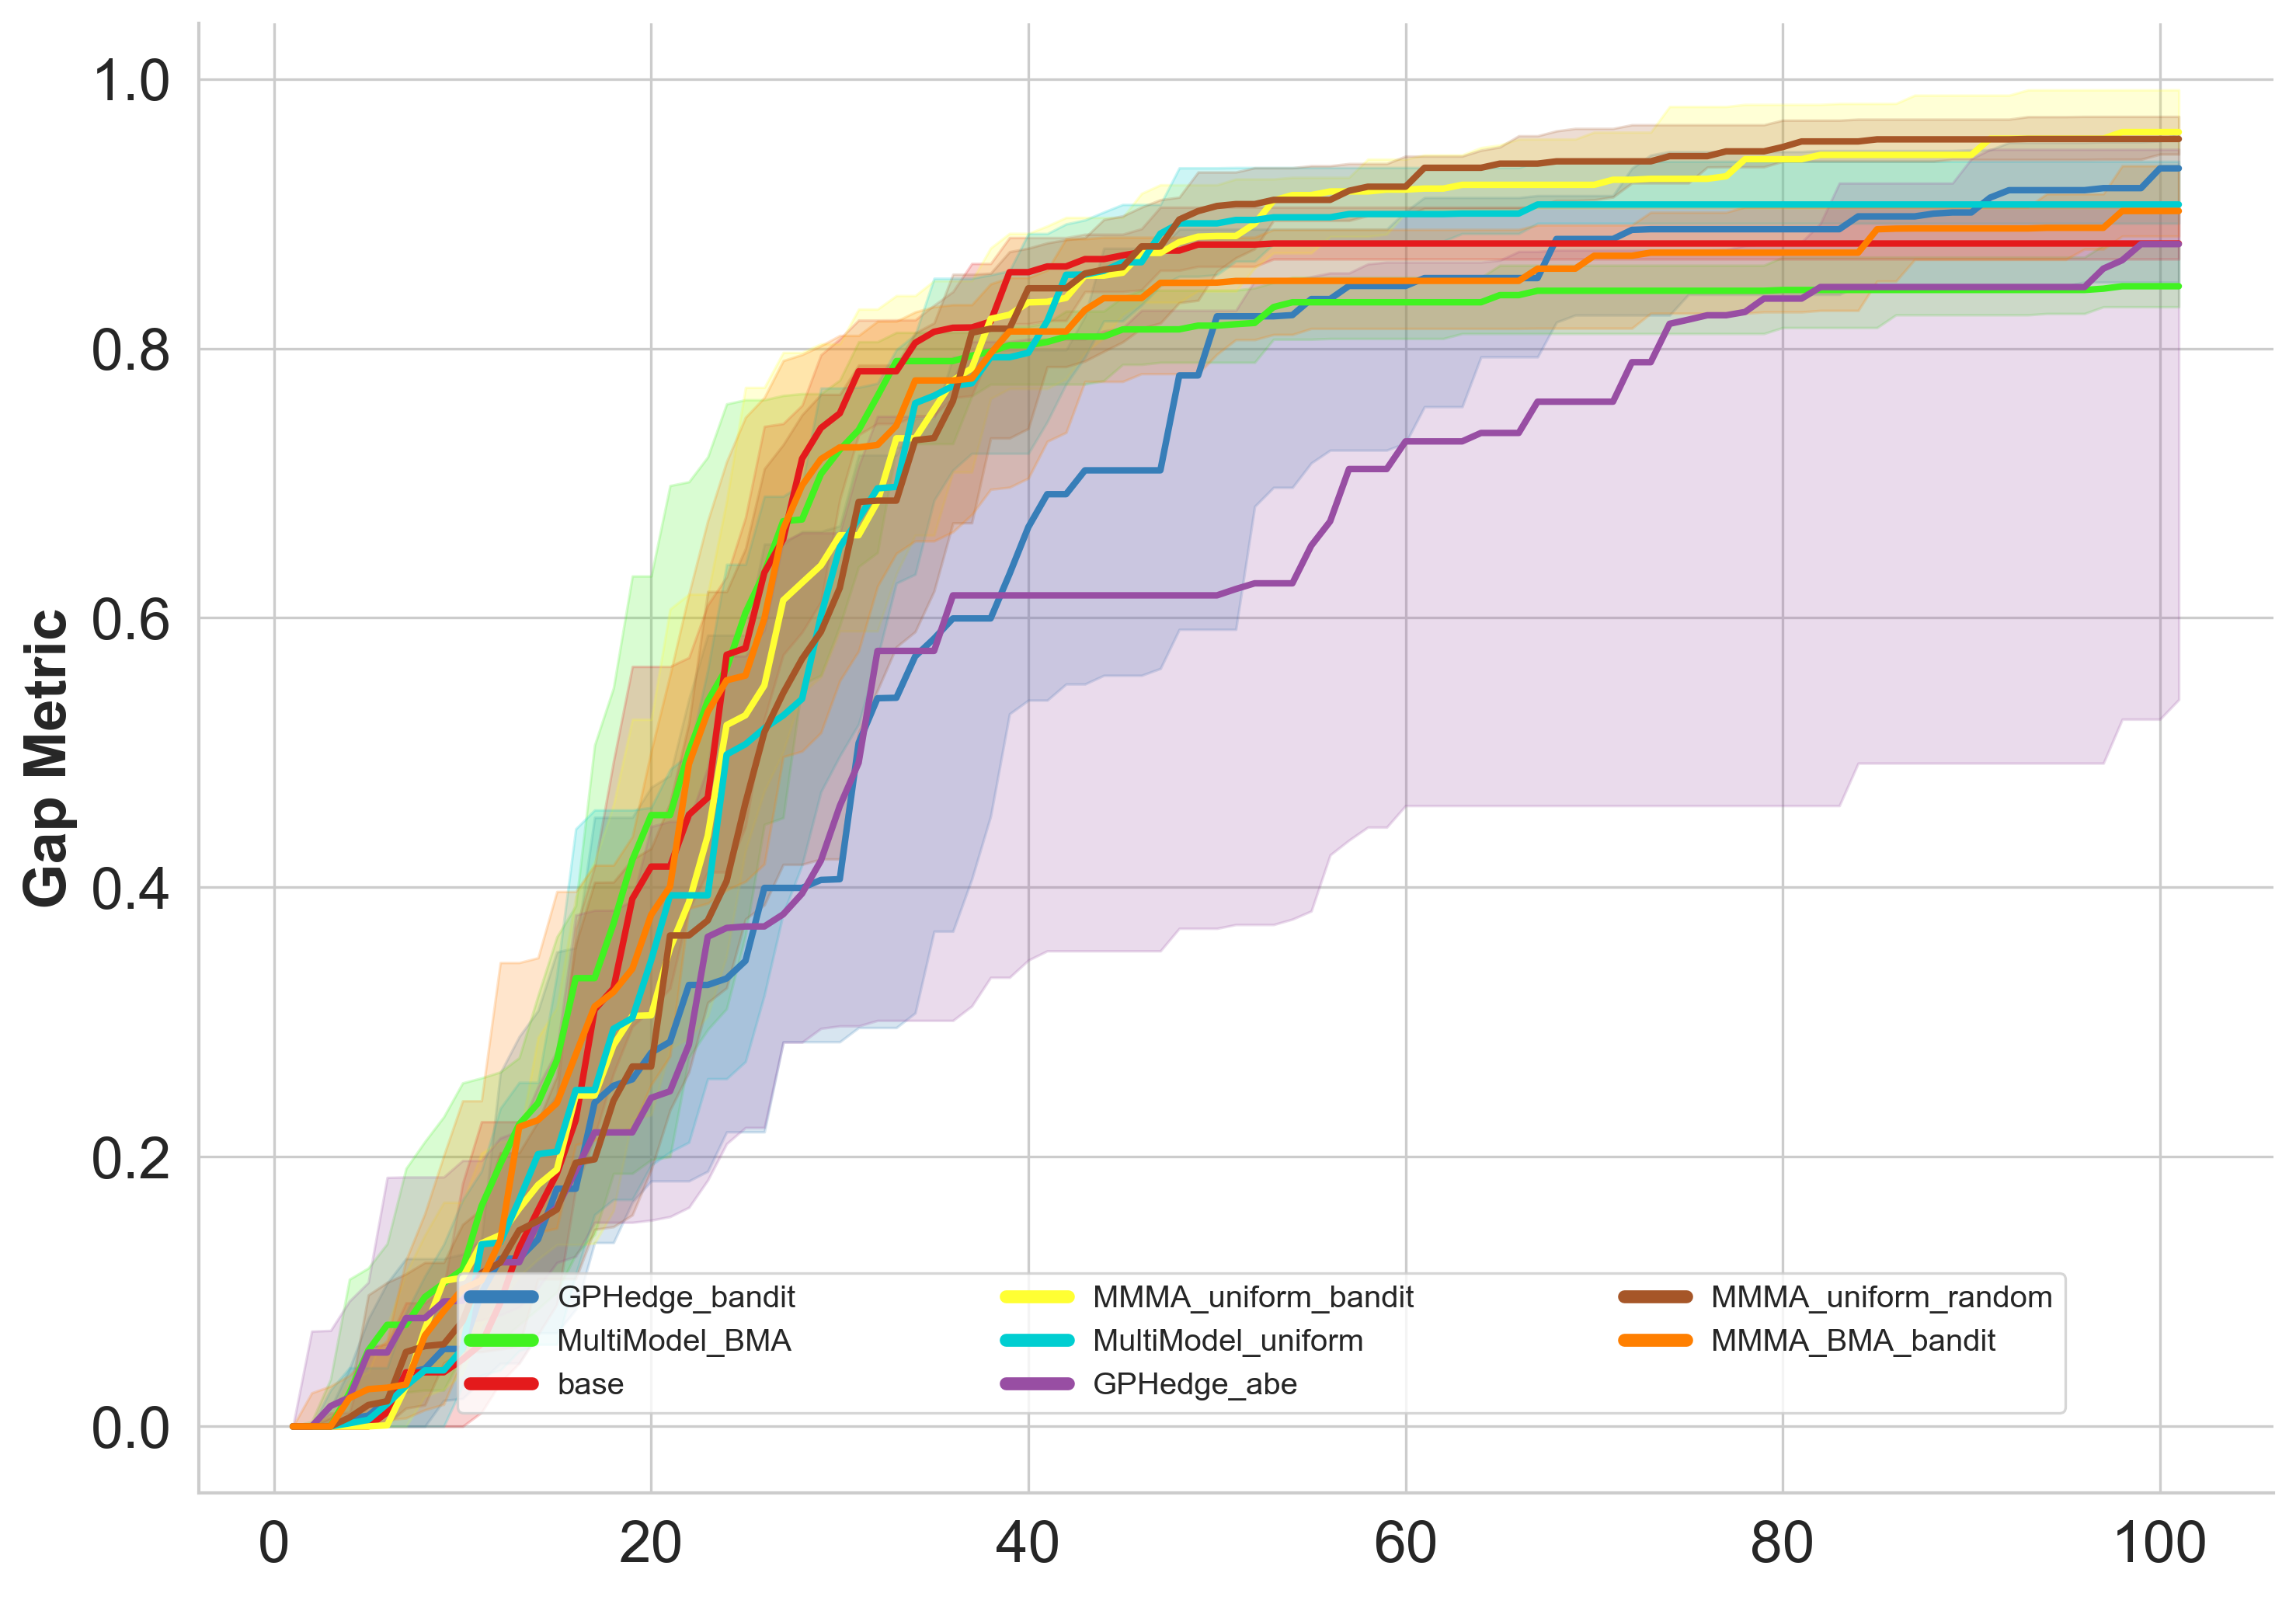 1.0
0.8
0.6
0.4
0.2
0.0
Gap Metric
GPHedge_bandit
MultiModel_BMA
base
MMMA_uniform_bandit
MultiModel_uniform
GPHedge_abe
MMMA_uniform_random
MMMA_BMA_bandit
0 20 40 60 80 100